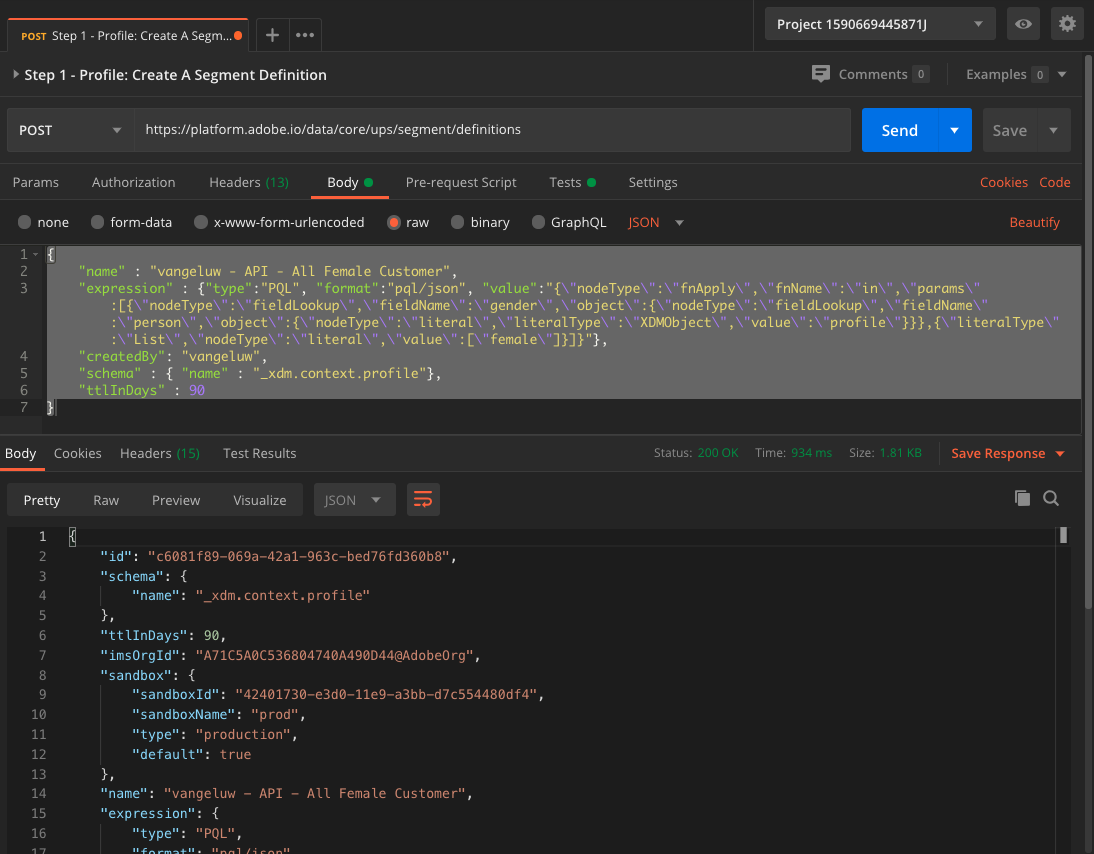 POST Step 1 - Profile: Create A Segm...
Project 1590669445871J
Step 1 - Profile: Create A Segment Definition
Comments 0
Examples 0
POST
https://platform.adobe.io/data/core/ups/segment/definitions
Send
Save
Params Authorization Headers (13) Body Pre-request Script Tests Settings Cookies Code
none form-data x-www-form-urlencoded raw binary GraphQL JSON Beautify
1 {
2 "name" : "vangeluw - API - All Female Customer",
3 "expression" : {"type":"PQL", "format":"pql/json", "value":"{\"nodeType\":\"fnApply\",\"fnName\":\"in\",\"params\"
:[{\"nodeType\":\"fieldLookup\",\"fieldName\":\"gender\",\"object\":{\"nodeType\":\"fieldLookup\",\"fieldName\"
:\"person\",\"object\":{\"nodeType\":\"literal\",\"literalType\":\"XDMObject\",\"value\":\"profile\"}}},{\"literalType\"
:\"List\",\"nodeType\":\"literal\",\"value\":[\"female\"]}]}"},
4 "createdBy": "vangeluw",
5 "schema" : { "name" : "_xdm.context.profile"},
6 "ttlInDays" : 90
7 }
Body Cookies Headers (15) Test Results
Status: 200 OK Time: 934 ms Size: 1.81 KB Save Response
Pretty Raw Preview Visualize JSON
1 {
2 "id": "c6081f89-069a-42a1-963c-bed76fd360b8",
3 "schema": {
4 "name": "_xdm.context.profile"
5 },
6 "ttlInDays": 90,
7 "imsOrgId": "A71C5A0C536804740A490D44@AdobeOrg",
8 "sandbox": {
9 "sandboxId": "42401730-e3d0-11e9-a3bb-d7c554480df4",
10 "sandboxName": "prod",
11 "type": "production",
12 "default": true
13 },
14 "name": "vangeluw - API - All Female Customer",
15 "expression": {
16 "type": "PQL",
17 "format": "pql/json",